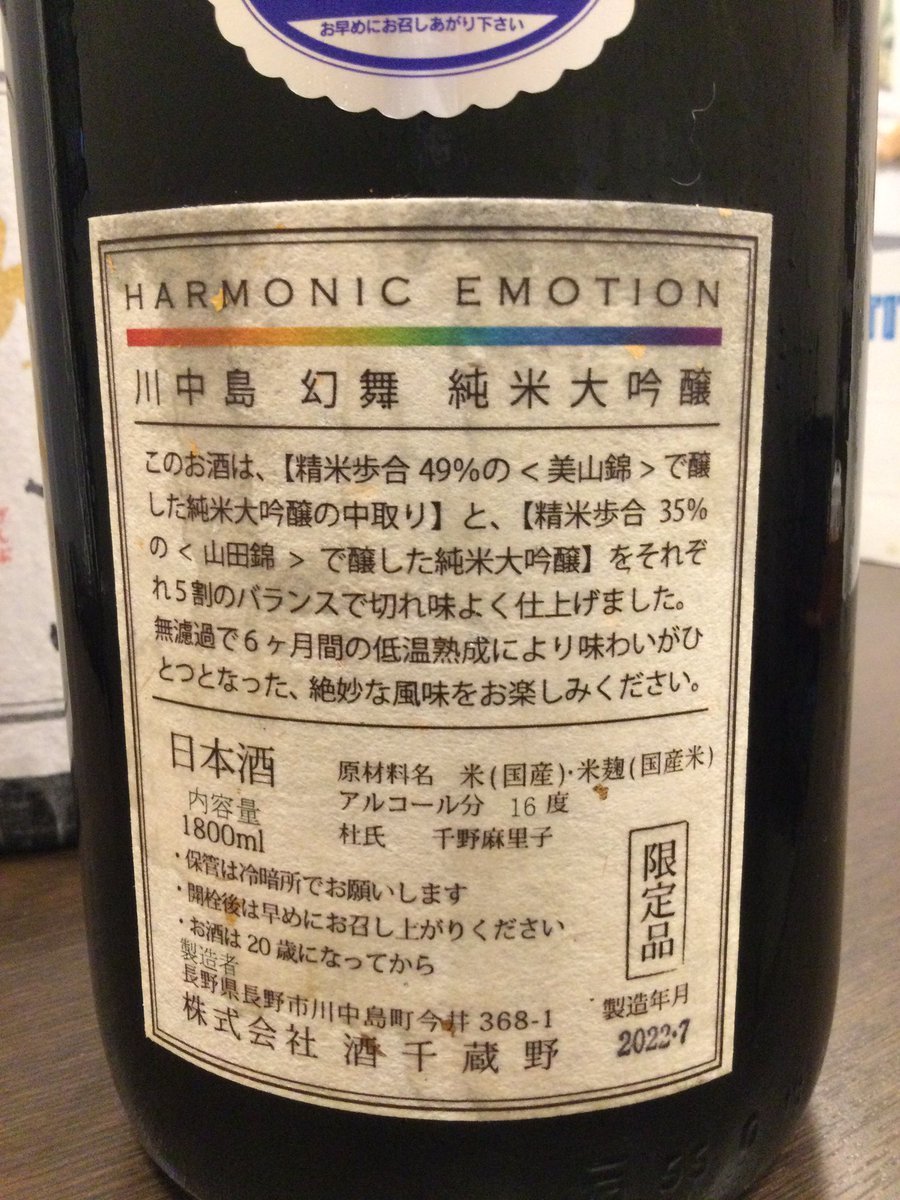 お早めにお召しあがり下さい
HARMONIC EMOTION
川中島 幻舞 純米大吟醸
このお酒は、【精米歩合 49%の < 美山錦 > で醸
した純米大吟醸の中取り】と、【精米歩合 35%
の < 山田錦 > で醸した純米大吟醸】をそれぞ
れ5割のバランスで切れ味よく仕上げました。
無濾過で6ヶ月間の低温熟成により味わいがひ
とつとなった、絶妙な風味をお楽しみください。
日本酒
内容量
1800ml
原材料名 米(国産)・米麹(国産米)
アルコール分 16度
杜氏 千野麻里子
・保管は冷暗所でお願いします
・開栓後は早めにお召し上がりください
・お酒は20歳になってから
限定品
製造者
長野県長野市川中島町今井368-1
株式会社 酒千蔵野
製造年月
2022.7